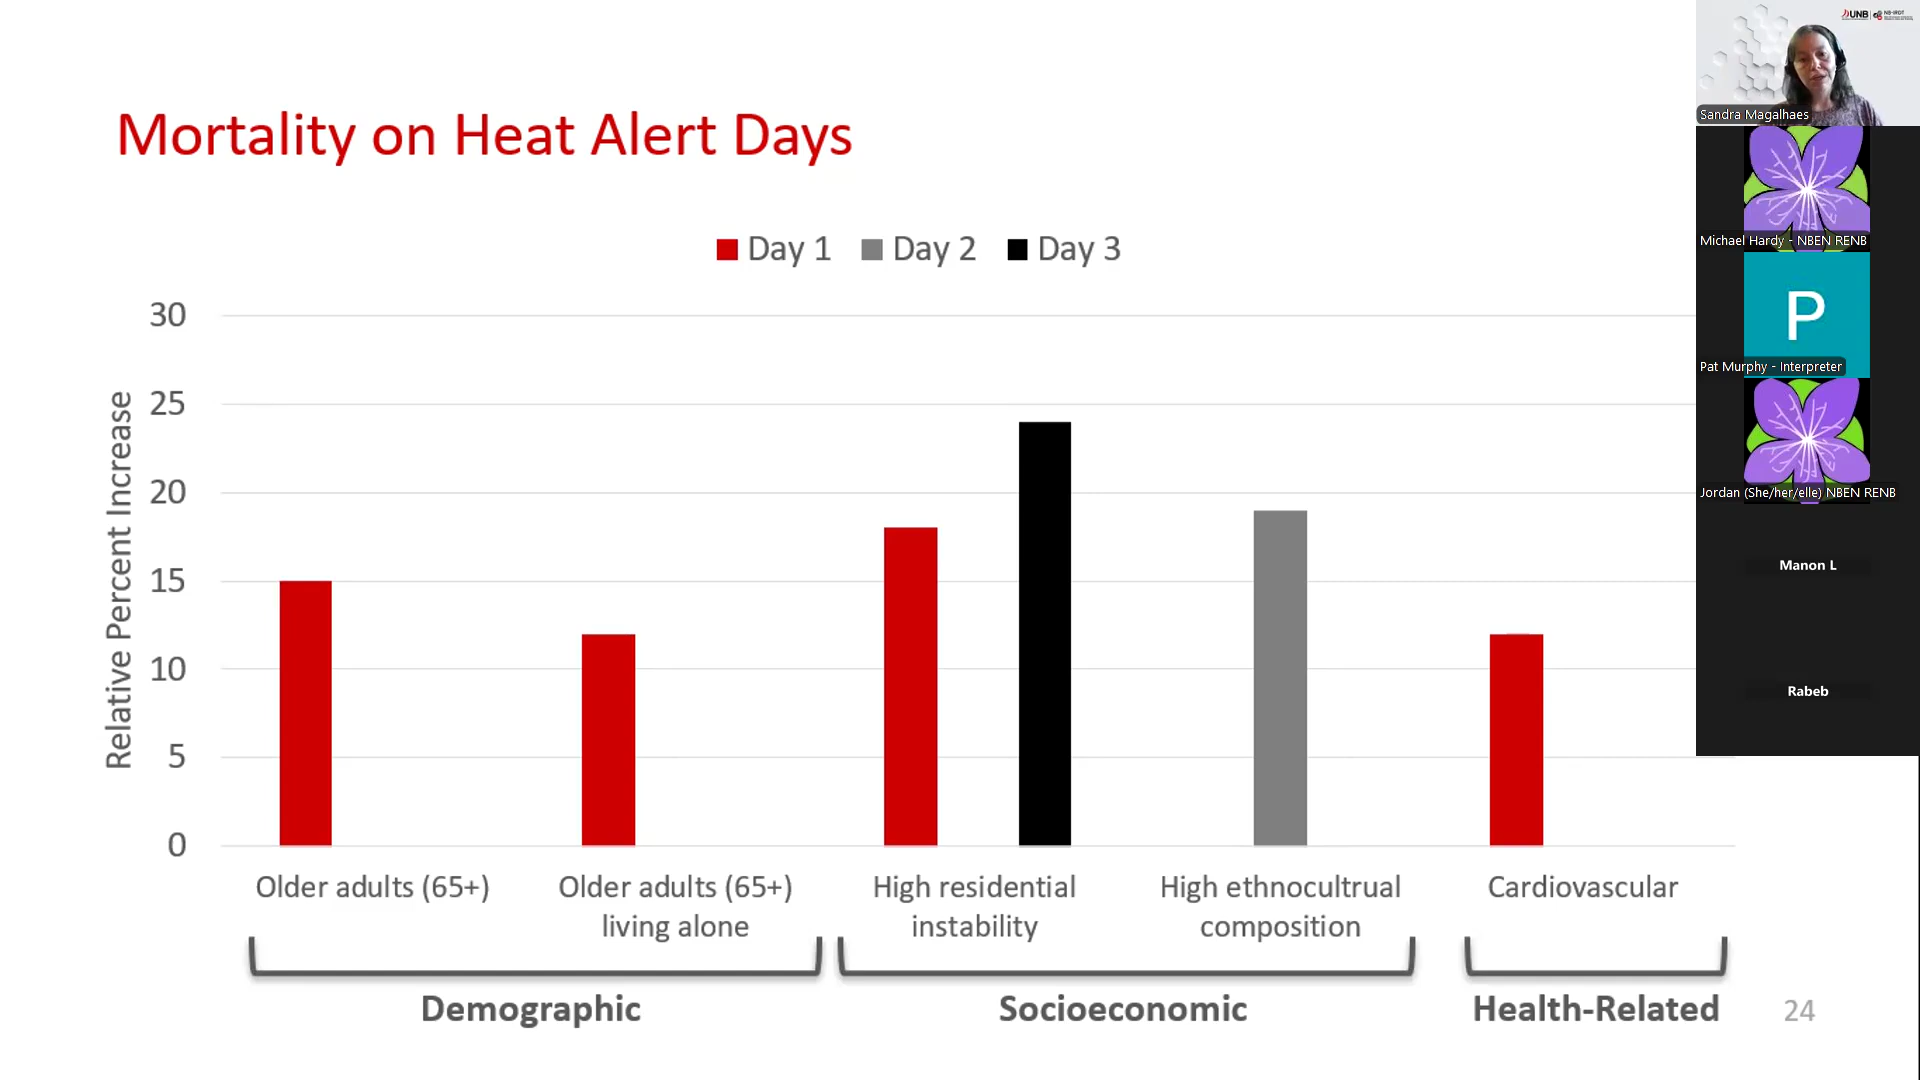 Mortality on Heat Alert Days
Day 1 Day 2 Day 3
Relative Percent Increase
30
25
20
15
10
5
0
Older adults (65+)
Older adults (65+)
living alone
High residential
instability
High ethnocultrual
composition
Cardiovascular
Demographic
Socioeconomic
Health-Related
24
UNB
NB-IRDT
Sandra Magalhaes
Michael Hardy - NBEN RENB
P
Pat Murphy - Interpreter
Jordan (She/her/elle) NBEN RENB
Manon L
Rabeb